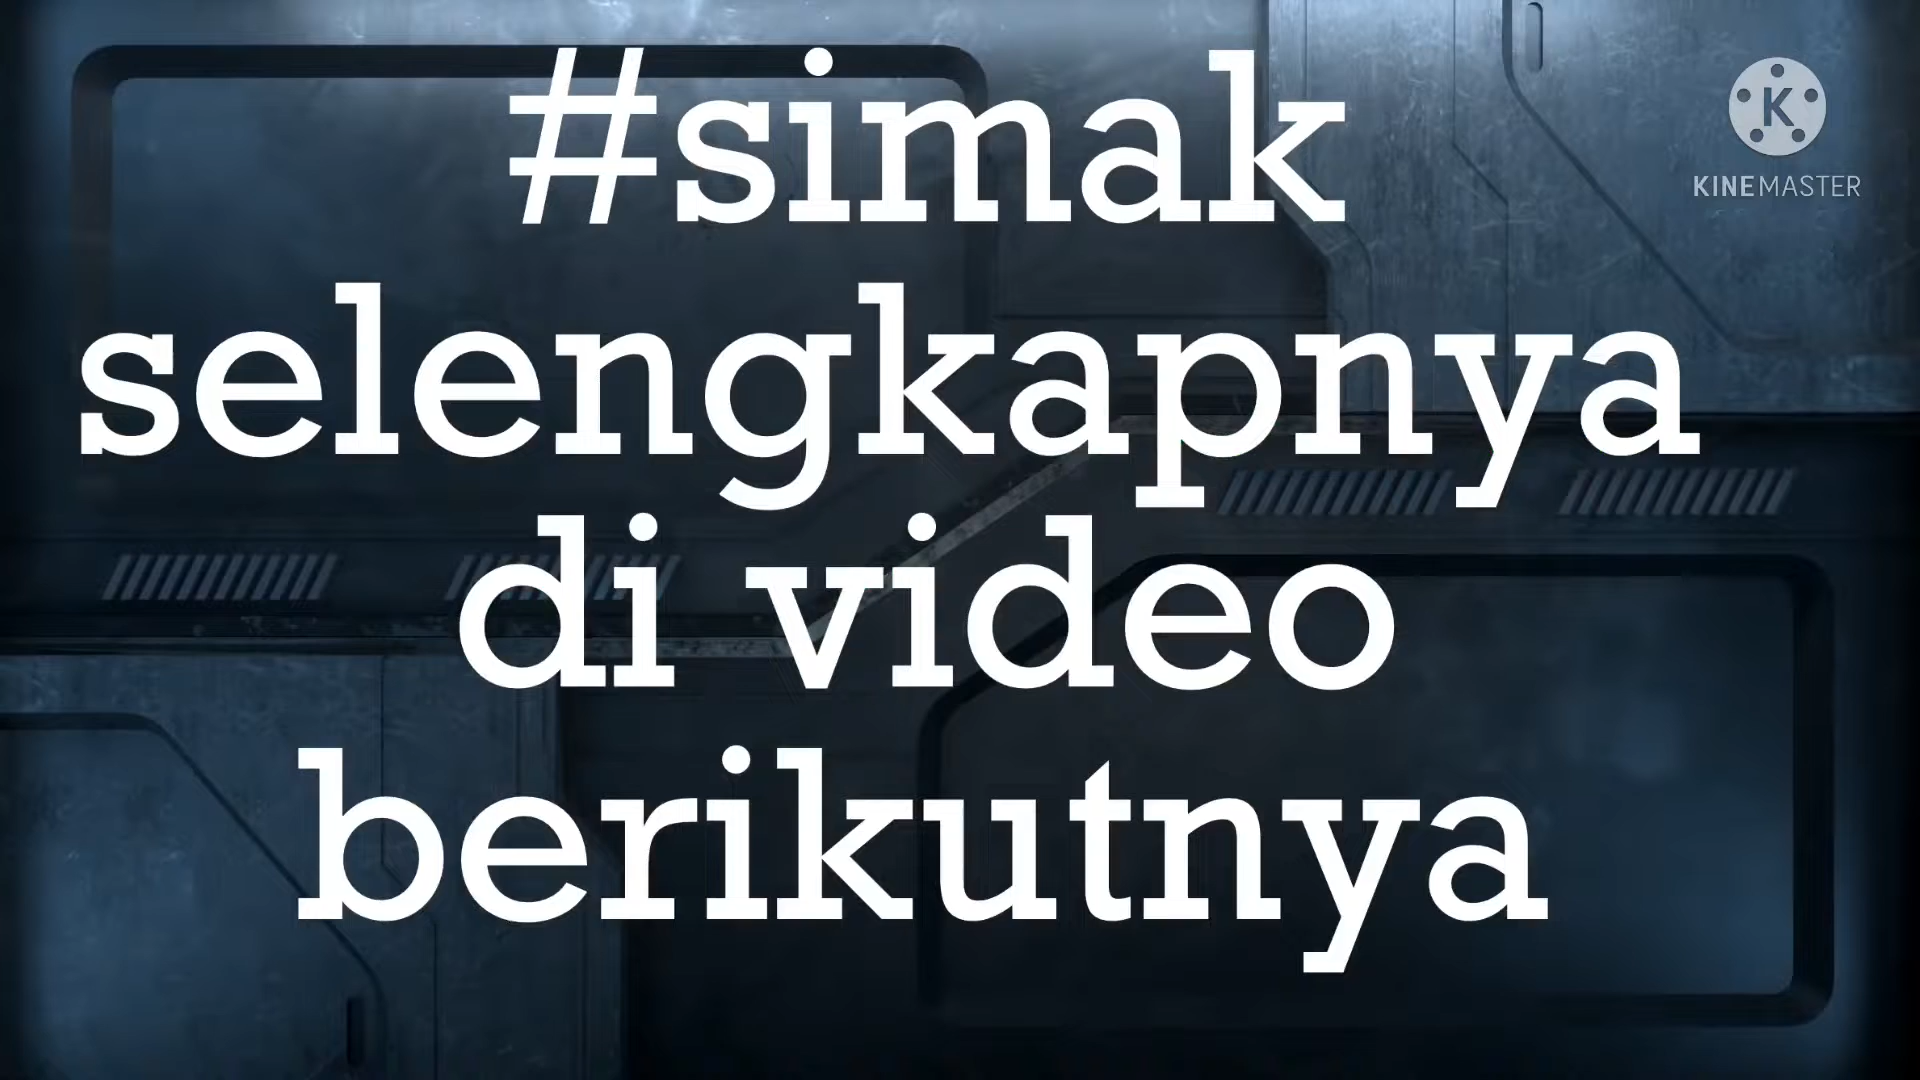 #simak
selengkapnya
di video
berikutnya
K
KINEMASTER